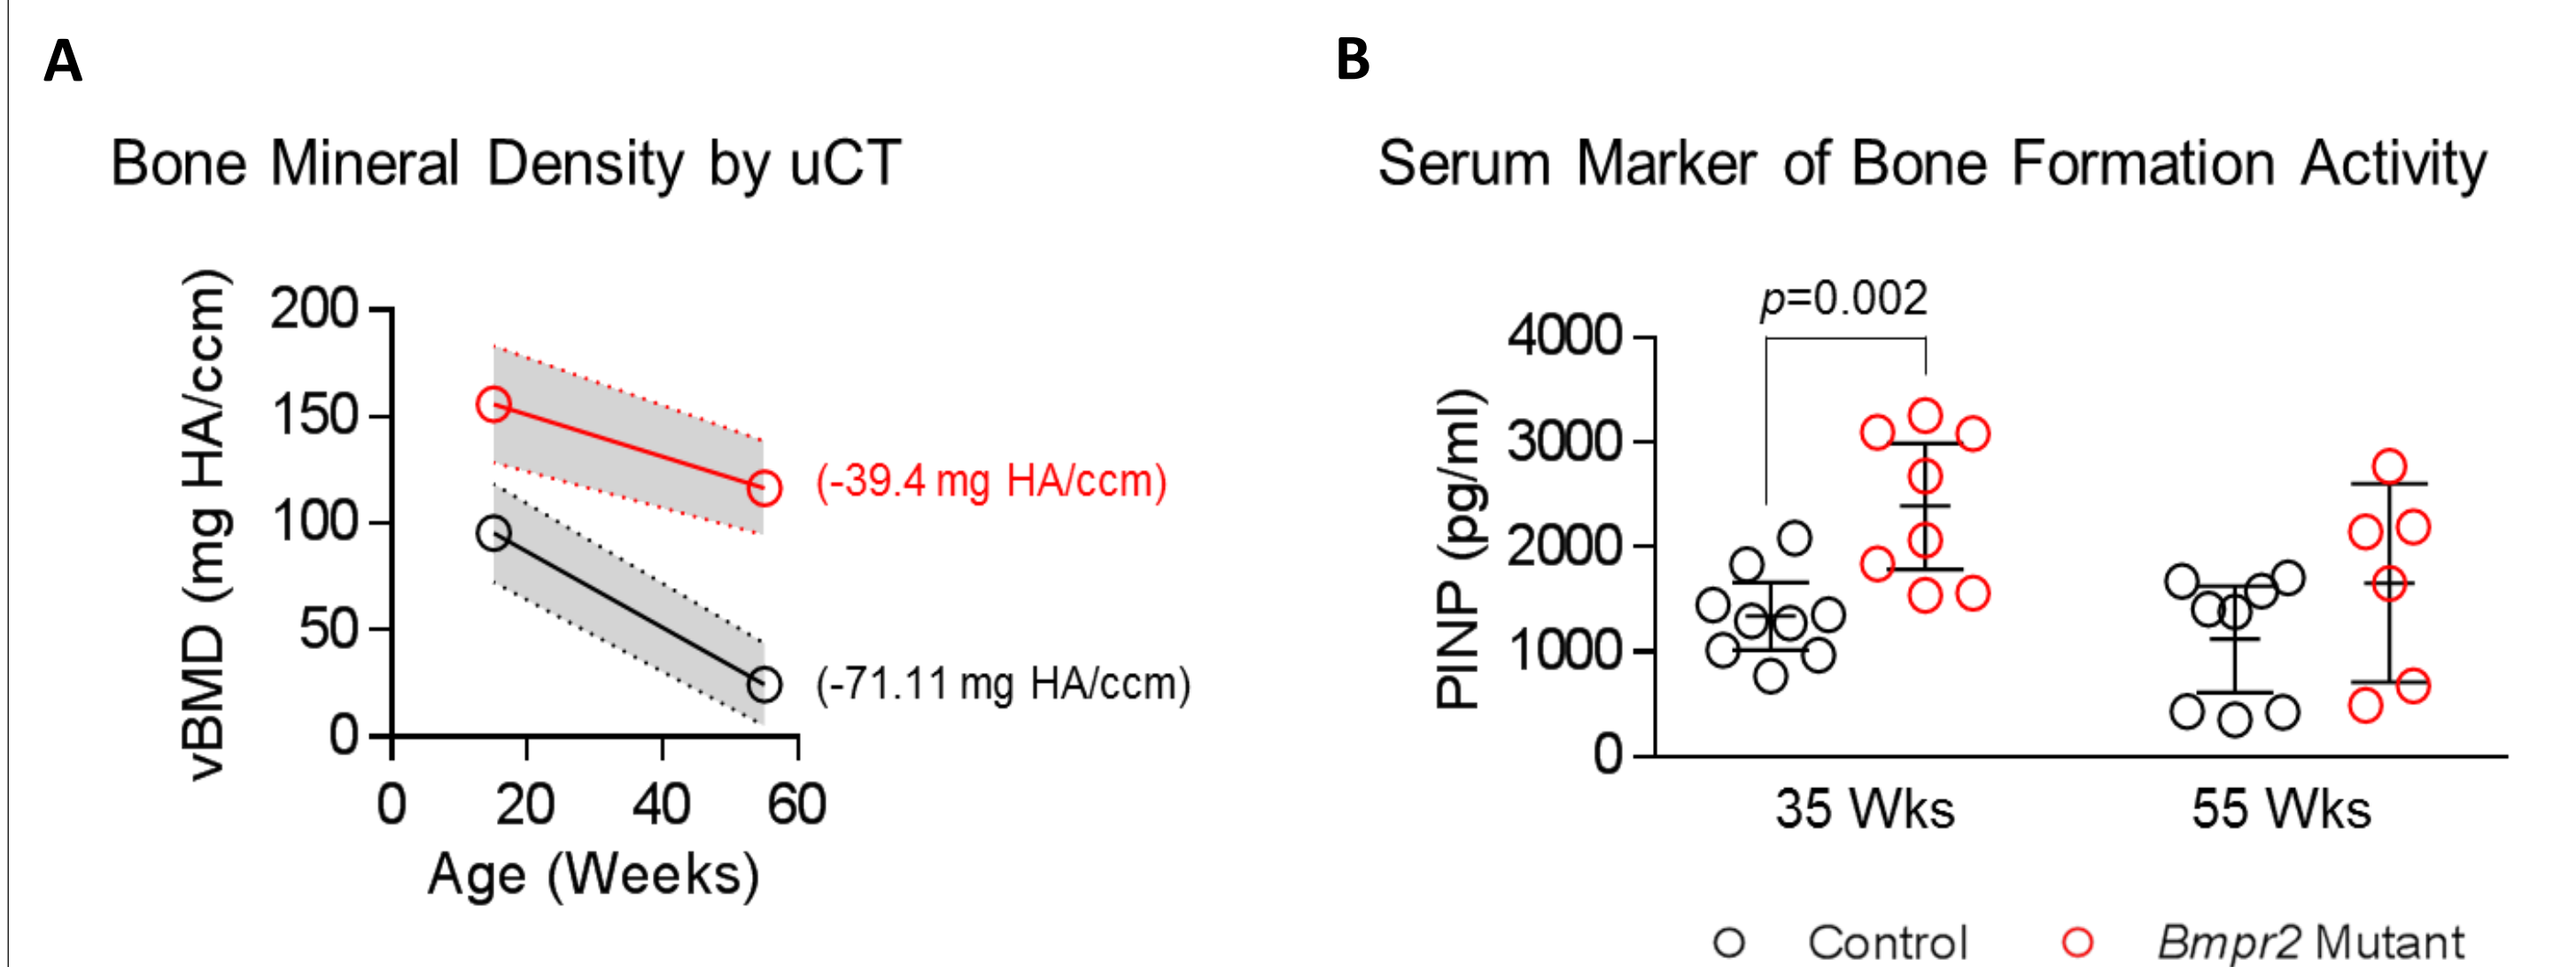 A
Bone Mineral Density by uCT
vBMD (mg HA/ccm)
200
150
100
50
0
0 20 40 60
Age (Weeks)
(-39.4 mg HA/ccm)
(-71.11 mg HA/ccm)
B
Serum Marker of Bone Formation Activity
p=0.002
PINP (pg/ml)
4000
3000
2000
1000
0
35 Wks 55 Wks
Control Bmpr2 Mutant